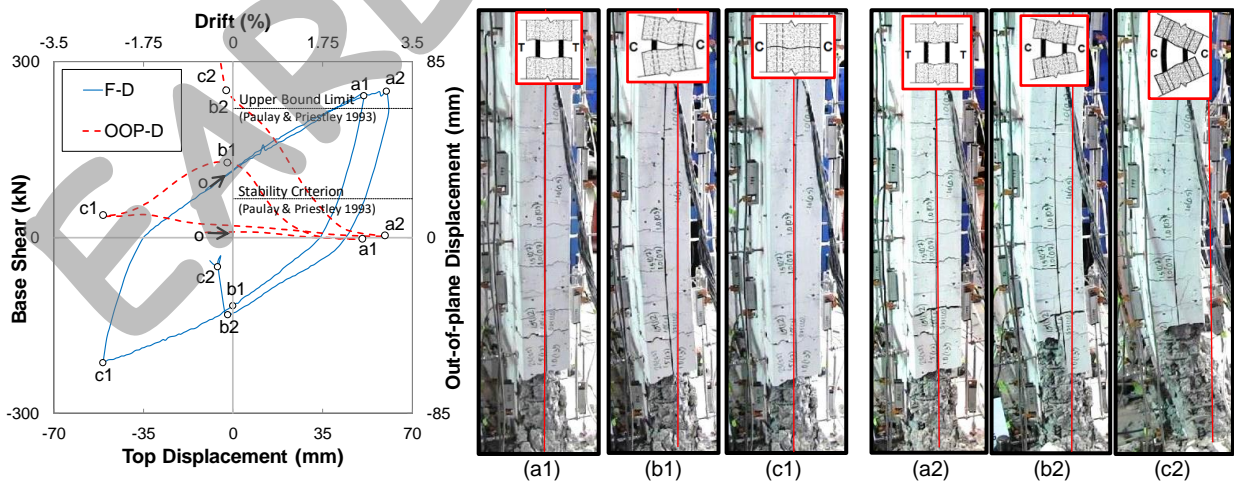 Drift (%)
-3.5 -1.75 0 1.75 3.5
300
0
-300
85
0
-85
F-D
OOP-D
c2
b2
a1
a2
Upper Bound Limit
(Paulay & Priestley 1993)
b1
o
Stability Criterion
(Paulay & Priestley 1993)
c1
o
a2
a1
c2
b1
b2
c1
-70 -35 0 35 70
Top Displacement (mm)
Base Shear (kN)
Out-of-plane Displacement (mm)
T T
C C
C C
T T
C C
C C
(a1) (b1) (c1) (a2) (b2) (c2)